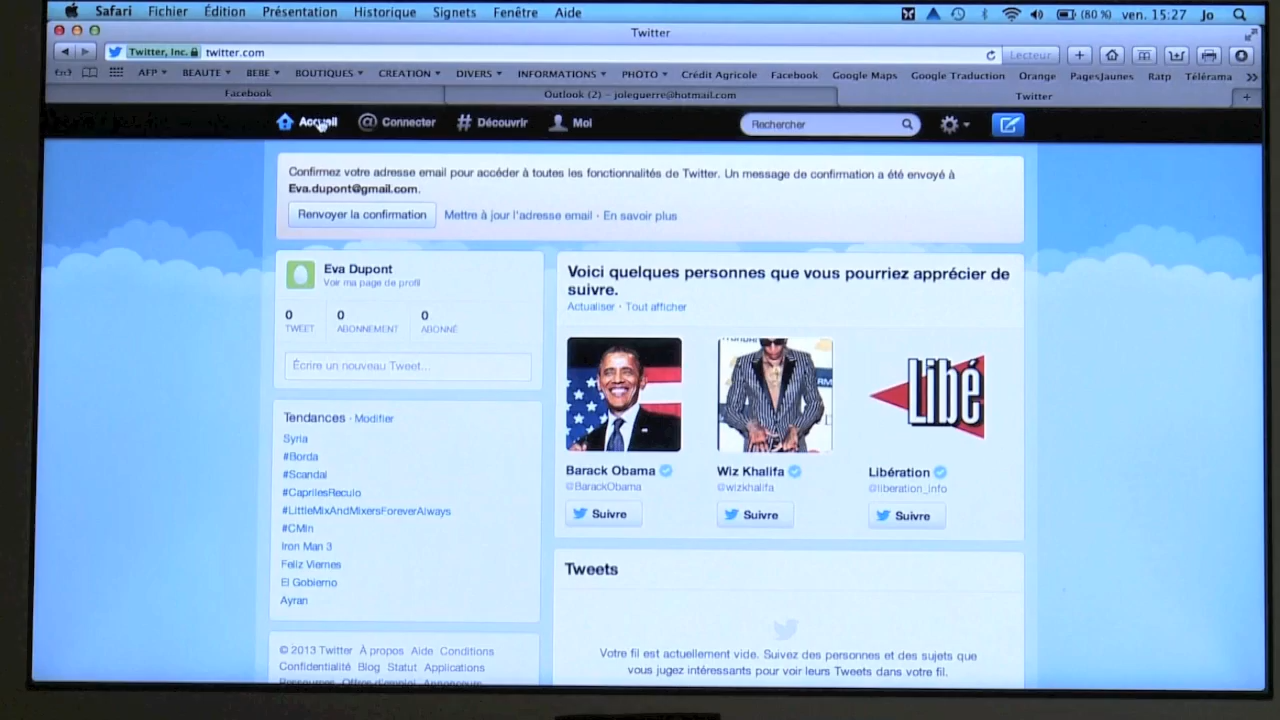 Safari Fichier Édition Présentation Historique Signets Fenêtre Aide (80 %) ven. 15:27 Jo
Twitter
Twitter, Inc. twitter.com Lecteur
AFP BEAUTE BEBE BOUTIQUES CREATION DIVERS INFORMATIONS PHOTO Crédit Agricole Facebook Google Maps Google Traduction Orange PagesJaunes Ratp Télérama
Facebook Outlook (2) – joleguerre@hotmail.com Twitter
Accueil Connecter Découvrir Moi Rechercher
Confirmez votre adresse email pour accéder à toutes les fonctionnalités de Twitter. Un message de confirmation a été envoyé à
Eva.dupont@gmail.com.
Renvoyer la confirmation Mettre à jour l'adresse email · En savoir plus
Eva Dupont
Voir ma page de profil
0 0 0
TWEET ABONNEMENT ABONNÉ
Écrire un nouveau Tweet...
Tendances · Modifier
Syria
#Borda
#Scandal
#CaprilesReculo
#LittleMixAndMixersForeverAlways
#CMin
Iron Man 3
Feliz Viernes
El Gobierno
Ayran
© 2013 Twitter À propos Aide Conditions
Confidentialité Blog Statut Applications
Ressources Offres d'emploi Annonceurs
Voici quelques personnes que vous pourriez apprécier de
suivre.
Actualiser · Tout afficher
Libé
Barack Obama Wiz Khalifa Libération
@BarackObama @wizkhalifa @liberation_info
Suivre Suivre Suivre
Tweets
Votre fil est actuellement vide. Suivez des personnes et des sujets que
vous jugez intéressants pour voir leurs Tweets dans votre fil.